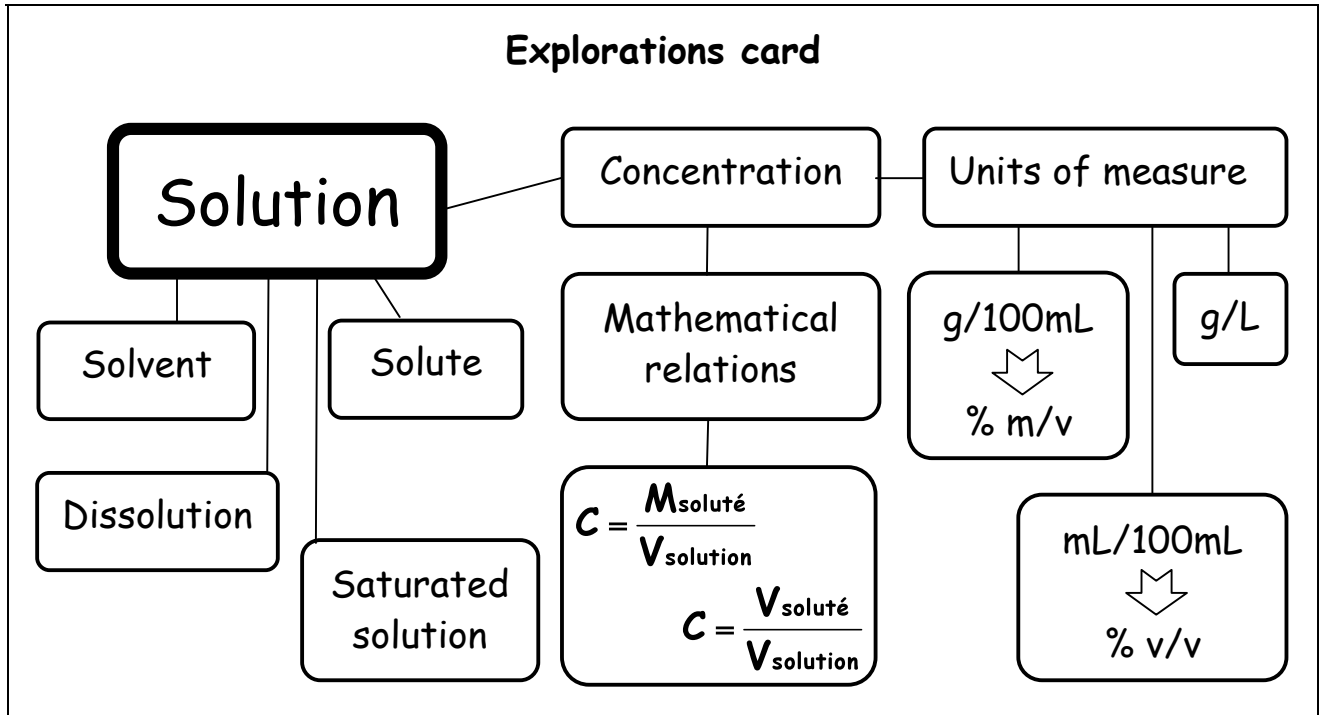 Explorations card
Solution
Concentration
Units of measure
Solvent
Solute
Mathematical
relations
g/100mL
% m/v
g/L
Dissolution
Saturated
solution
C = Msoluté
Vsolution
C = Vsoluté
Vsolution
mL/100mL
% v/v